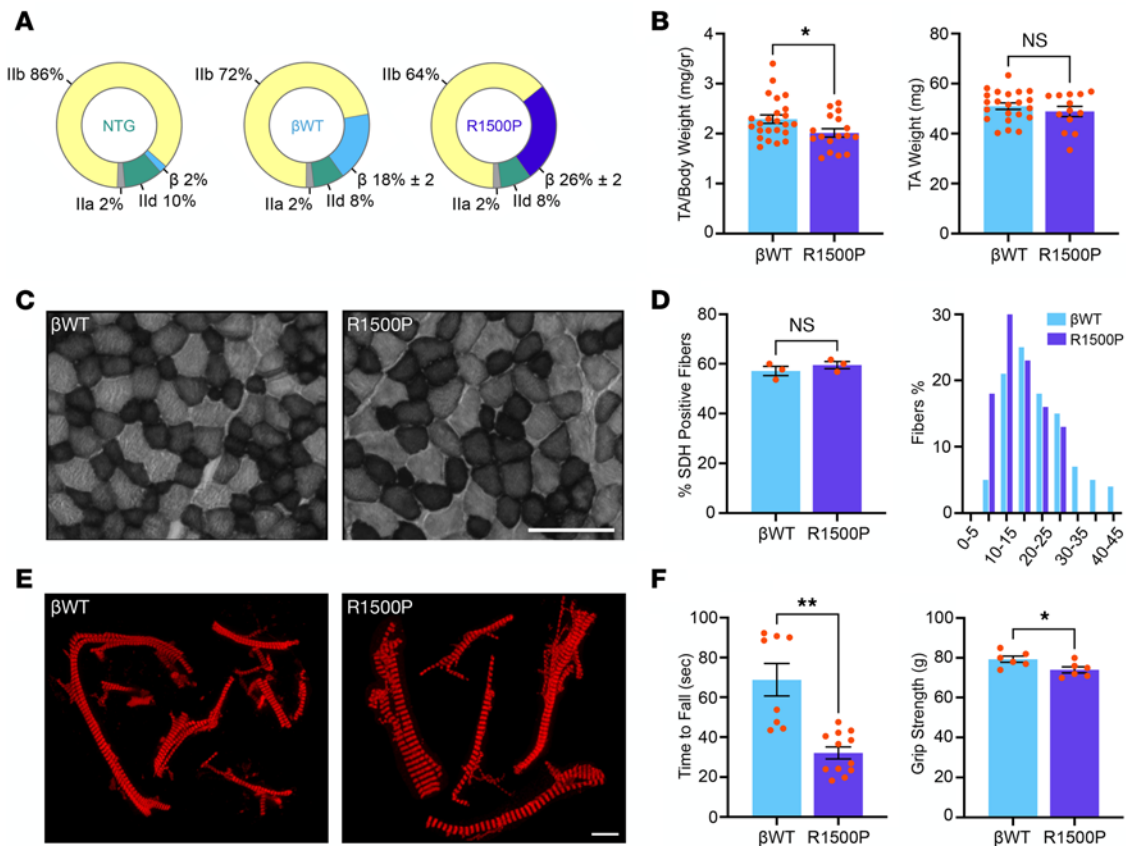 A
IIb 86%
NTG
β 2%
IId 10%
IIa 2%
IIb 72%
βWT
β 18% ± 2
IId 8%
IIa 2%
IIb 64%
R1500P
β 26% ± 2
IId 8%
IIa 2%
B
TA/Body Weight (mg/gr)
4
3
2
1
0
*
βWT
R1500P
TA Weight (mg)
80
60
40
20
0
NS
βWT
R1500P
C
βWT
R1500P
D
% SDH Positive Fibers
80
60
40
20
0
NS
βWT
R1500P
Fibers %
30
20
10
0
βWT
R1500P
0-5
10-15
20-25
30-35
40-45
E
βWT
R1500P
F
Time to Fall (sec)
100
80
60
40
20
0
**
βWT
R1500P
Grip Strength (g)
100
80
60
40
20
0
*
βWT
R1500P